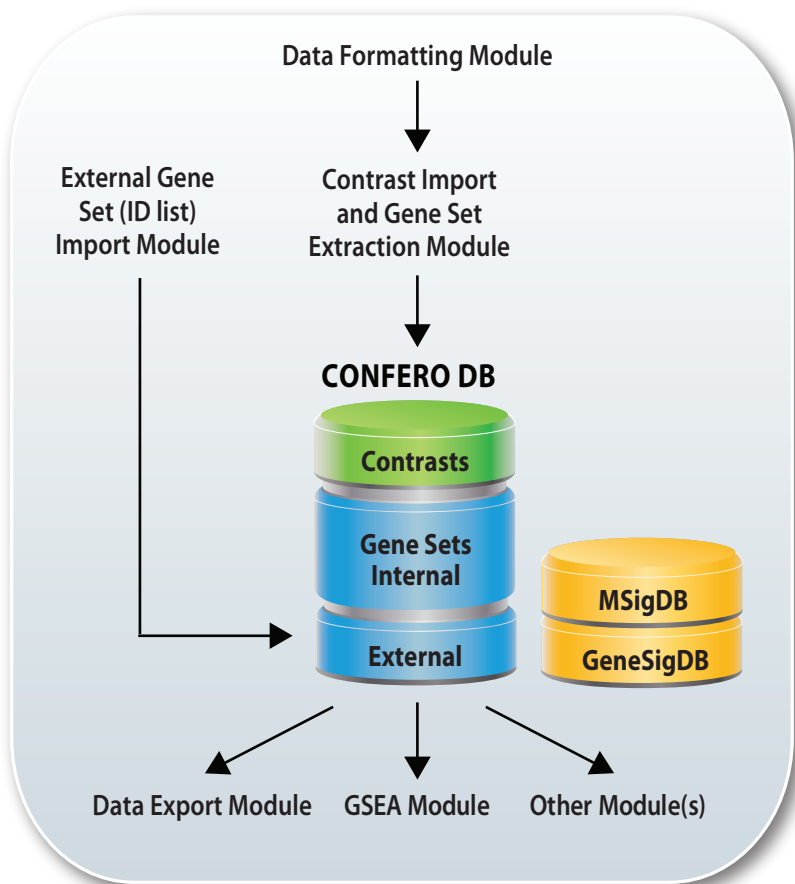 Data Formatting Module
External Gene
Set (ID list)
Import Module
Contrast Import
and Gene Set
Extraction Module
CONFERO DB
Contrasts
Gene Sets
Internal
External
MSigDB
GeneSigDB
Data Export Module
GSEA Module
Other Module(s)